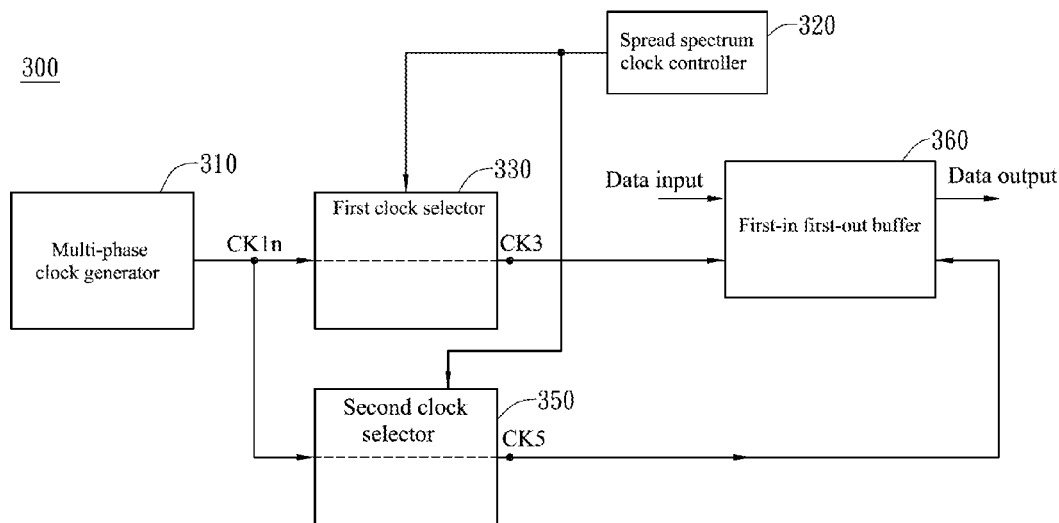 300
Spread spectrum
clock controller
320
310
Multi-phase
clock generator
CK1n
330
First clock selector
CK3
360
Data input
Data output
First-in first-out buffer
Second clock
selector
350
CK5